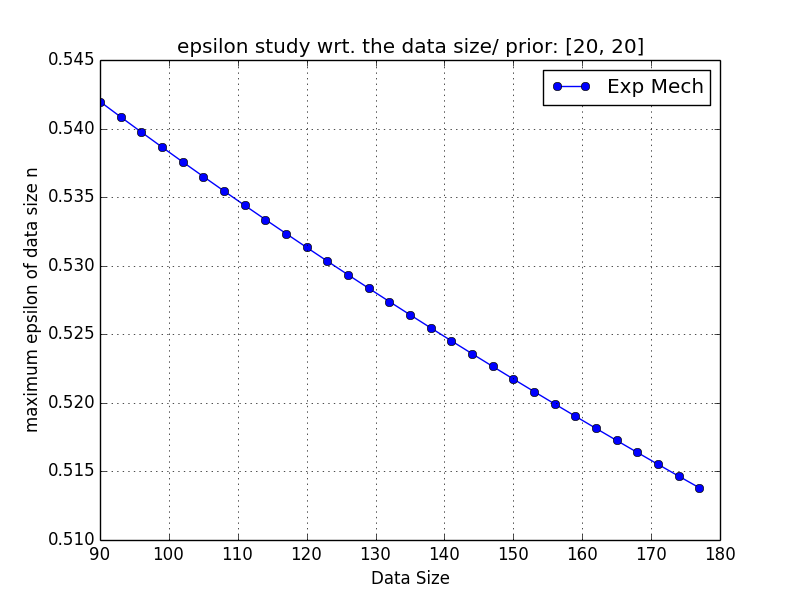 epsilon study wrt. the data size/ prior: [20, 20]
Exp Mech
maximum epsilon of data size n
0.545
0.540
0.535
0.530
0.525
0.520
0.515
0.510
90 100 110 120 130 140 150 160 170 180
Data Size